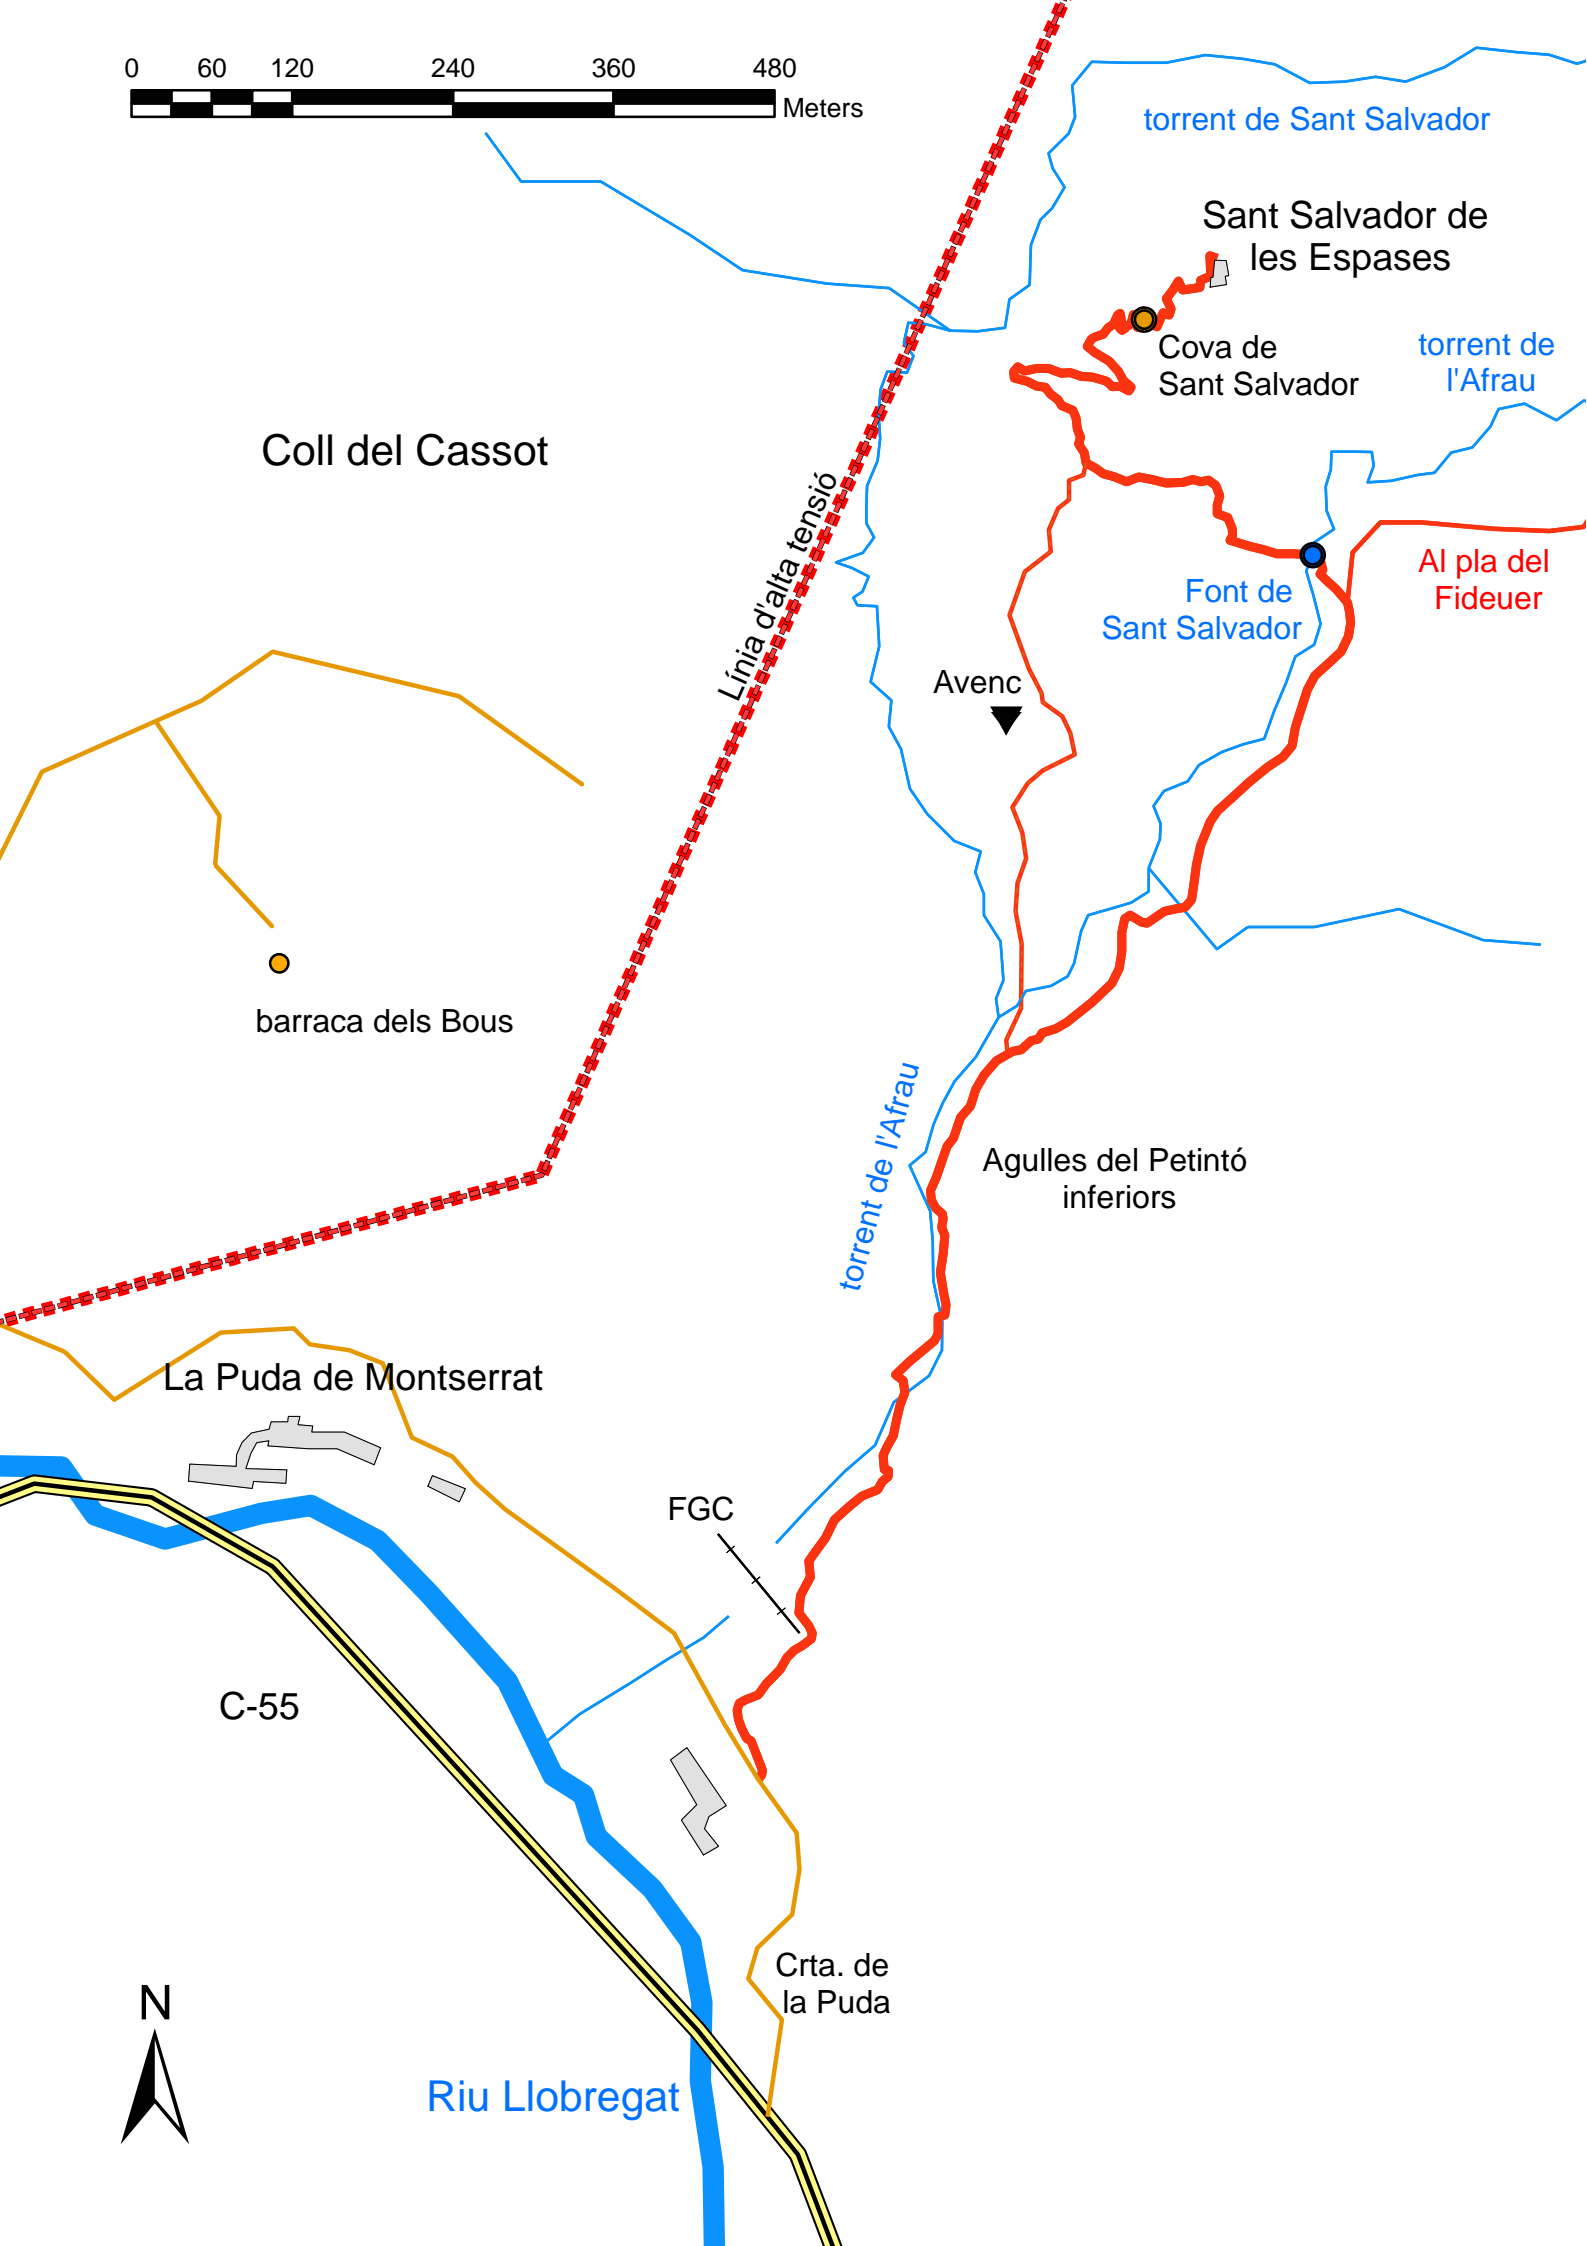 0 60 120 240 360 480
Meters
torrent de Sant Salvador
Sant Salvador de
les Espases
Cova de
Sant Salvador
torrent de
l'Afrau
Coll del Cassot
Línia d'alta tensió
Al pla del
Fideuer
Font de
Sant Salvador
Avenc
barraca dels Bous
torrent de l'Afrau
Agulles del Petintó
inferiors
La Puda de Montserrat
FGC
C-55
Crta. de
la Puda
N
Riu Llobregat